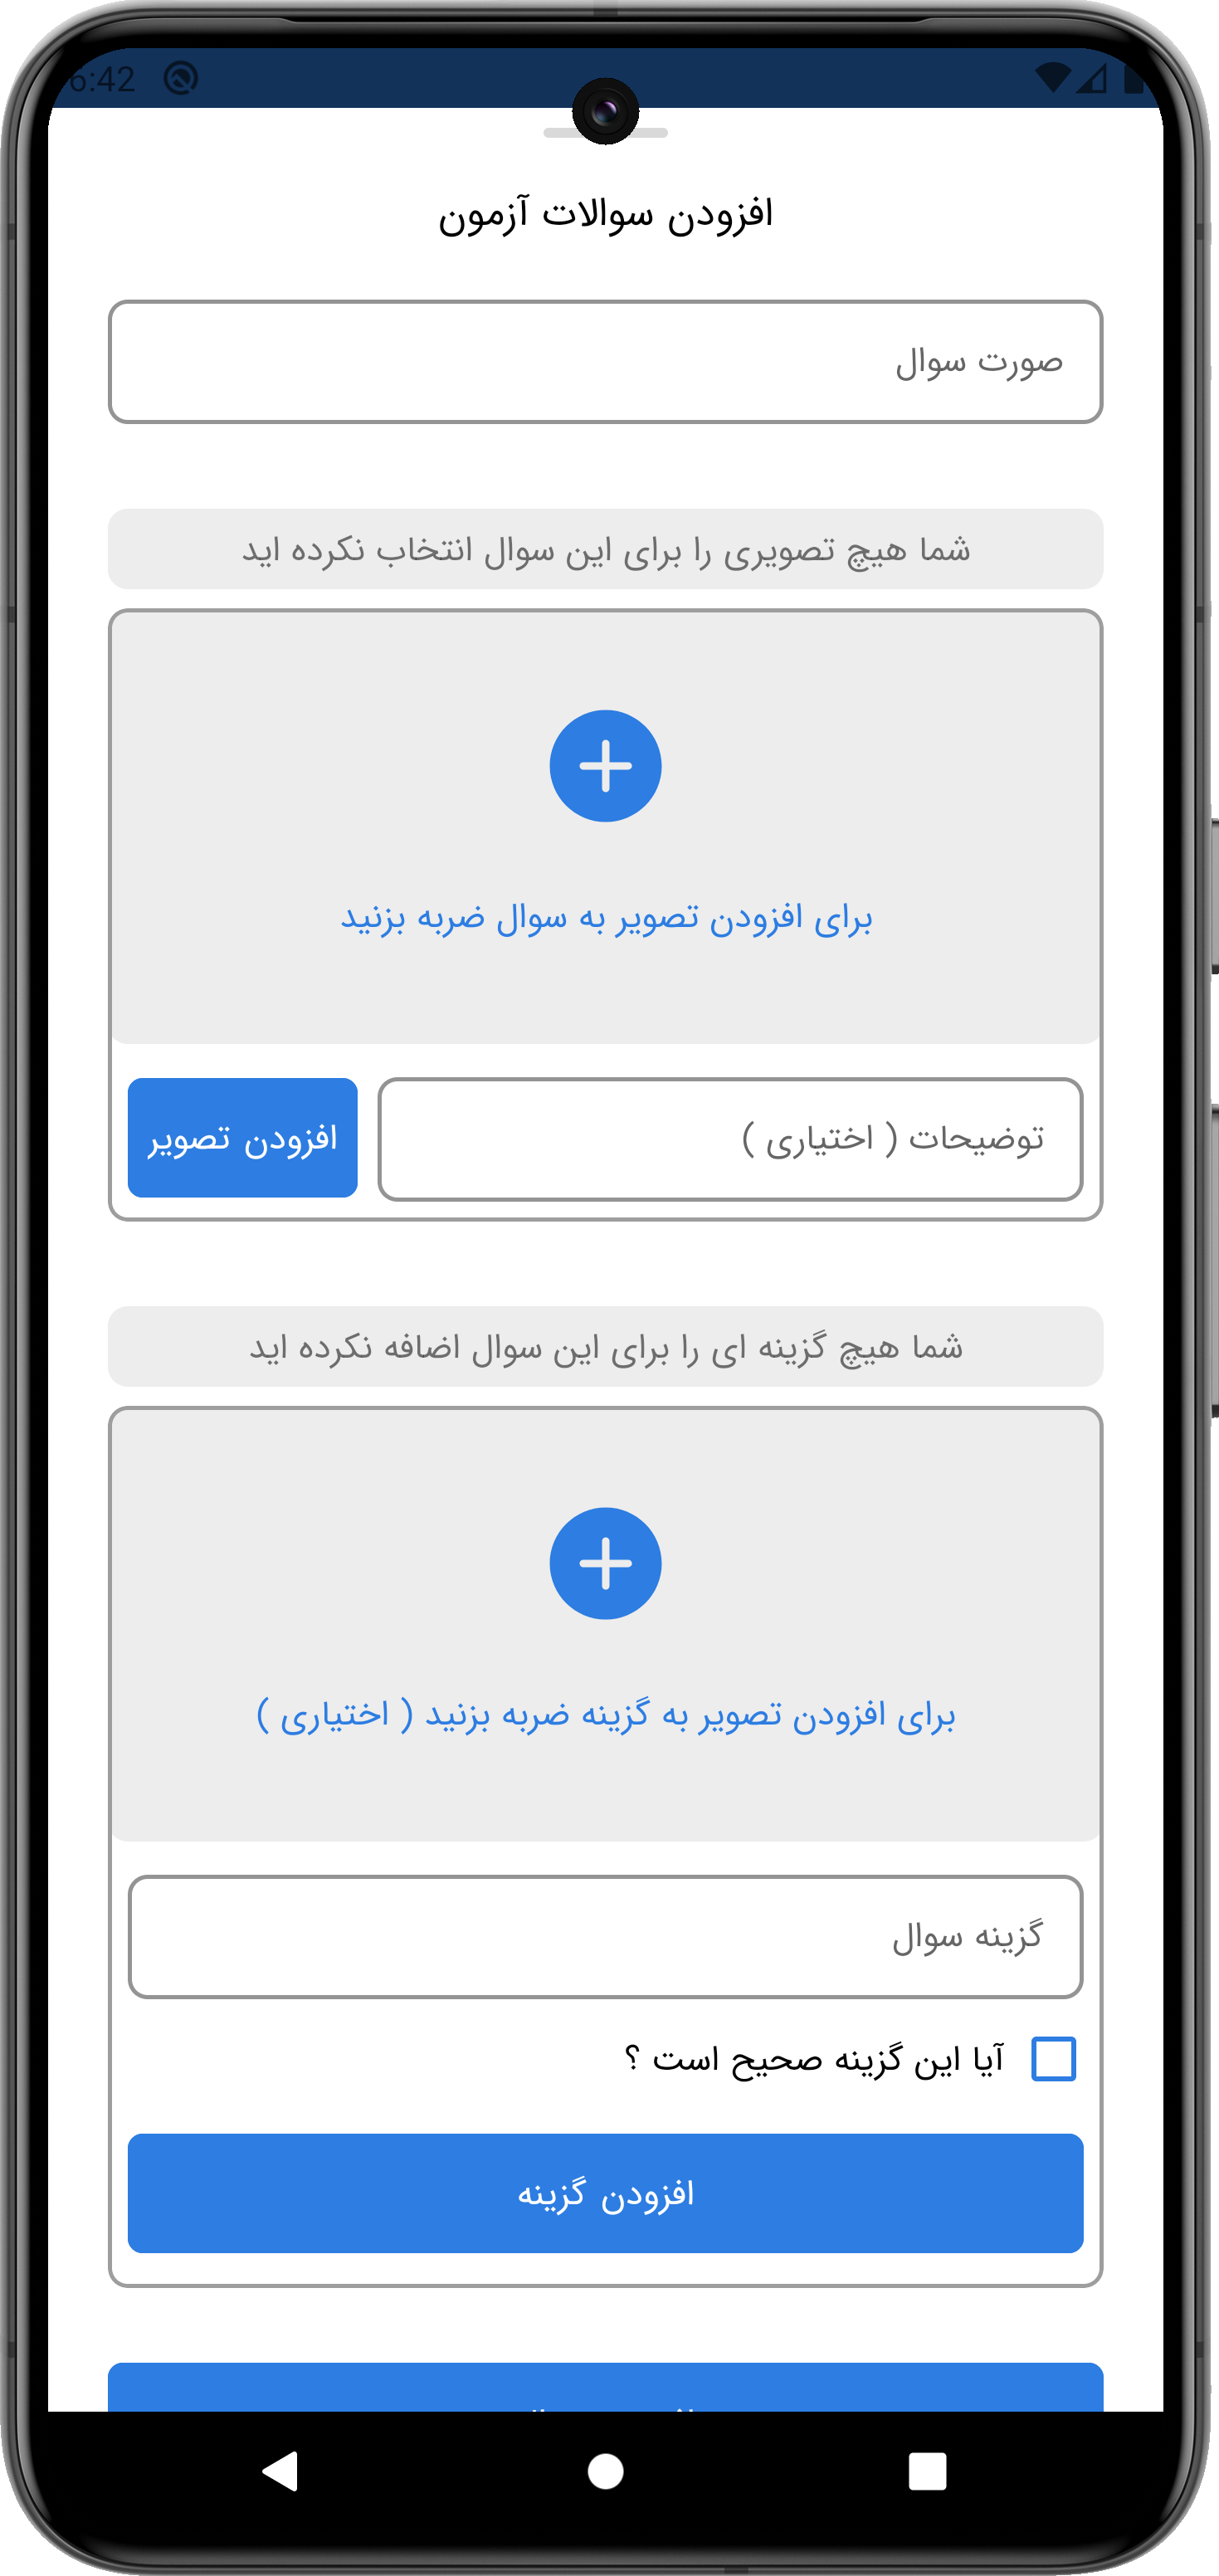 6:42
افزودن سوالات آزمون
صورت سوال
شما هیچ تصویری را برای این سوال انتخاب نکرده اید
برای افزودن تصویر به سوال ضربه بزنید
توضیحات ( اختیاری )
افزودن تصویر
شما هیچ گزینه ای را برای این سوال اضافه نکرده اید
برای افزودن تصویر به گزینه ضربه بزنید ( اختیاری )
گزینه سوال
آیا این گزینه صحیح است ؟
افزودن گزینه